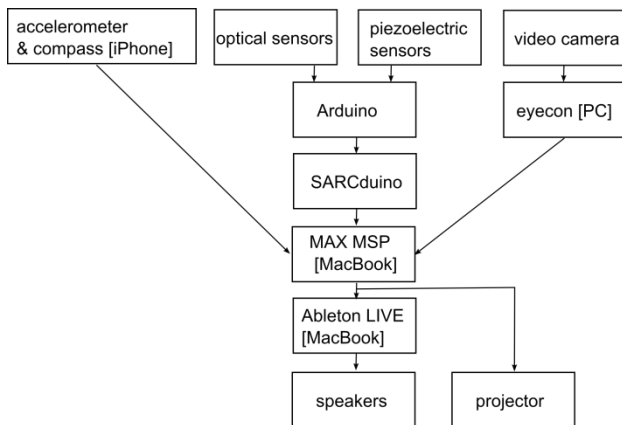 accelerometer
& compass [iPhone]
optical sensors
piezoelectric
sensors
video camera
Arduino
eyecon [PC]
SARCduino
MAX MSP
[MacBook]
Ableton LIVE
[MacBook]
speakers
projector